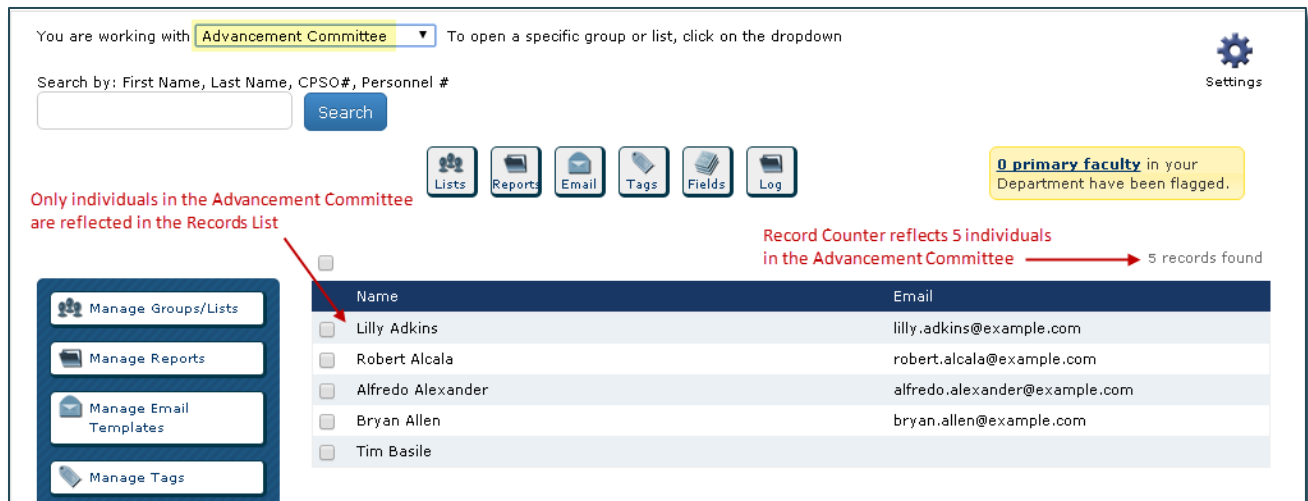 You are working with Advancement Committee To open a specific group or list, click on the dropdown
Settings
Search by: First Name, Last Name, CPSO#, Personnel #
Search
Lists Reports Email Tags Fields Log
0 primary faculty in your
Department have been flagged.
Only individuals in the Advancement Committee
are reflected in the Records List
Record Counter reflects 5 individuals
in the Advancement Committee
5 records found
Manage Groups/Lists
Manage Reports
Manage Email
Templates
Manage Tags
Name Email
Lilly Adkins lilly.adkins@example.com
Robert Alcala robert.alcala@example.com
Alfredo Alexander alfredo.alexander@example.com
Bryan Allen bryan.allen@example.com
Tim Basile